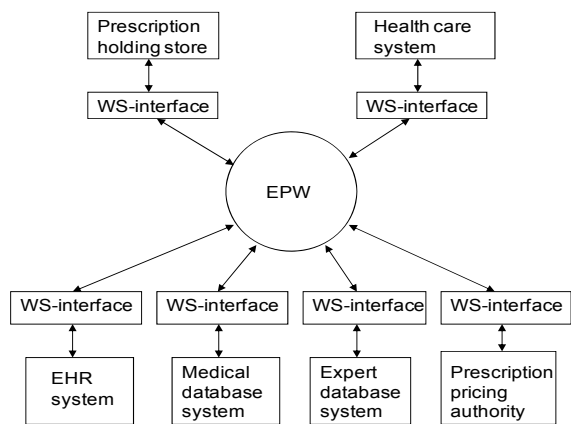 Prescription
holding store
Health care
system
WS-interface
WS-interface
EPW
WS-interface
WS-interface
WS-interface
WS-interface
EHR
system
Medical
database
system
Expert
database
system
Prescription
pricing
authority